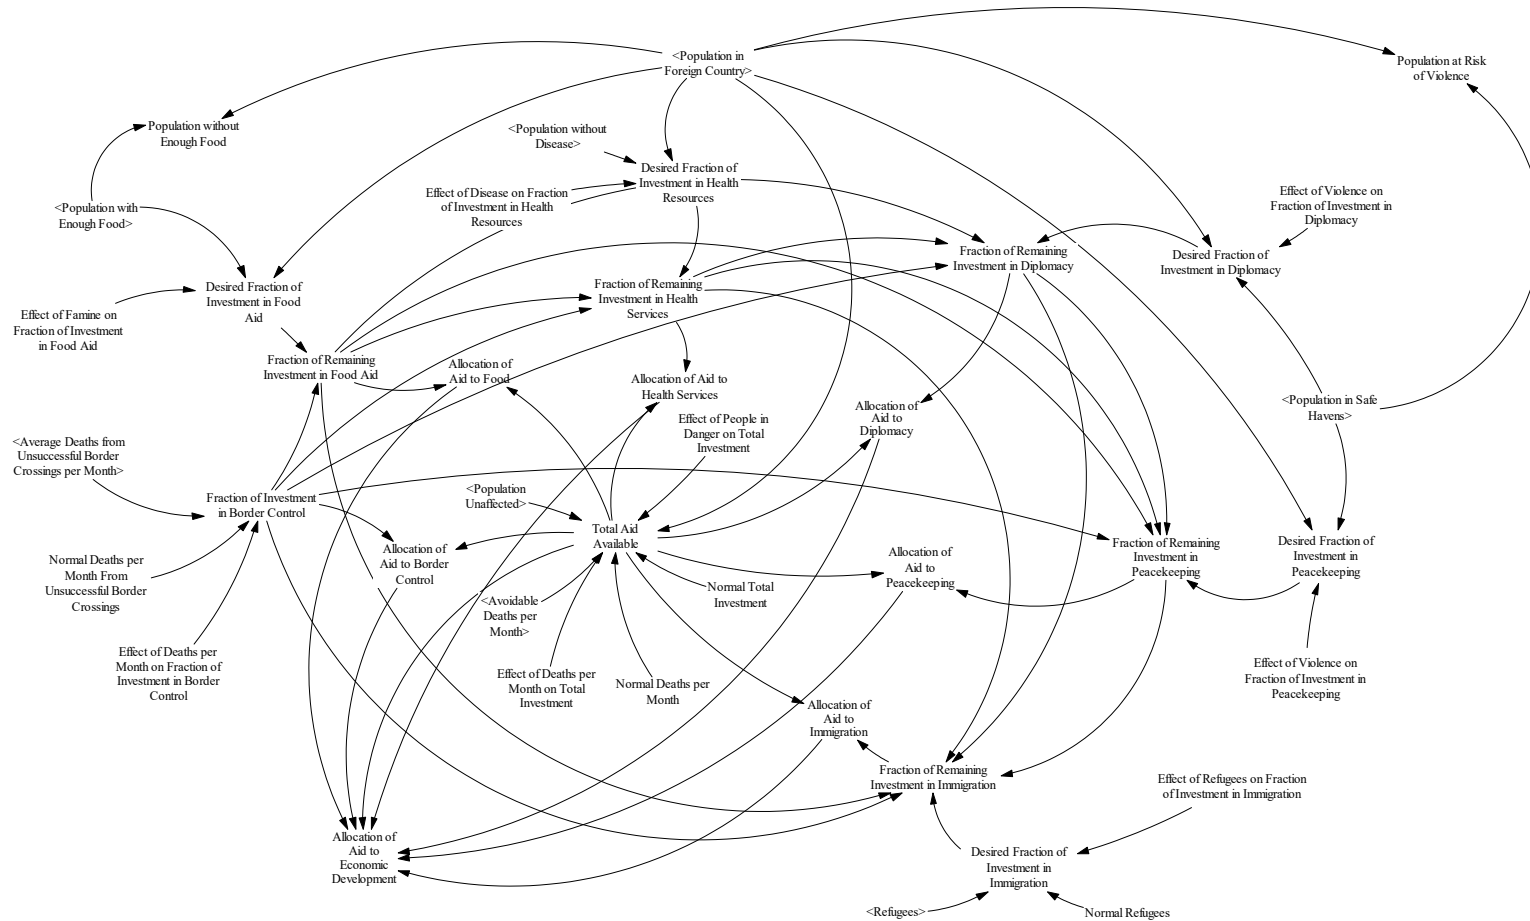 <Population in
Foreign Country>
Population at Risk
of Violence
Population without
Enough Food
<Population without
Disease>
Desired Fraction of
Investment in Health
Resources
Effect of Disease on Fraction
of Investment in Health
Resources
<Population with
Enough Food>
Effect of Violence on
Fraction of Investment in
Diplomacy
Fraction of Remaining
Investment in Diplomacy
Desired Fraction of
Investment in Diplomacy
Desired Fraction of
Investment in Food
Aid
Fraction of Remaining
Investment in Health
Services
Effect of Famine on
Fraction of Investment
in Food Aid
Fraction of Remaining
Investment in Food Aid
Allocation of
Aid to Food
Allocation of Aid to
Health Services
Effect of People in
Danger on Total
Investment
Allocation of
Aid to
Diplomacy
<Population in Safe
Havens>
<Average Deaths from
Unsuccessful Border
Crossings per Month>
Fraction of Investment
in Border Control
<Population
Unaffected>
Total Aid
Available
Allocation of
Aid to Border
Control
Allocation of
Aid to
Peacekeeping
Fraction of Remaining
Investment in
Peacekeeping
Desired Fraction of
Investment in
Peacekeeping
Normal Deaths per
Month From
Unsuccessful Border
Crossings
Normal Total
Investment
<Avoidable
Deaths per
Month>
Effect of Deaths per
Month on Fraction of
Investment in Border
Control
Effect of Deaths per
Month on Total
Investment
Normal Deaths per
Month
Effect of Violence on
Fraction of Investment in
Peacekeeping
Allocation of
Aid to
Immigration
Fraction of Remaining
Investment in Immigration
Effect of Refugees on Fraction
of Investment in Immigration
Allocation of
Aid to
Economic
Development
Desired Fraction of
Investment in
Immigration
<Refugees>
Normal Refugees